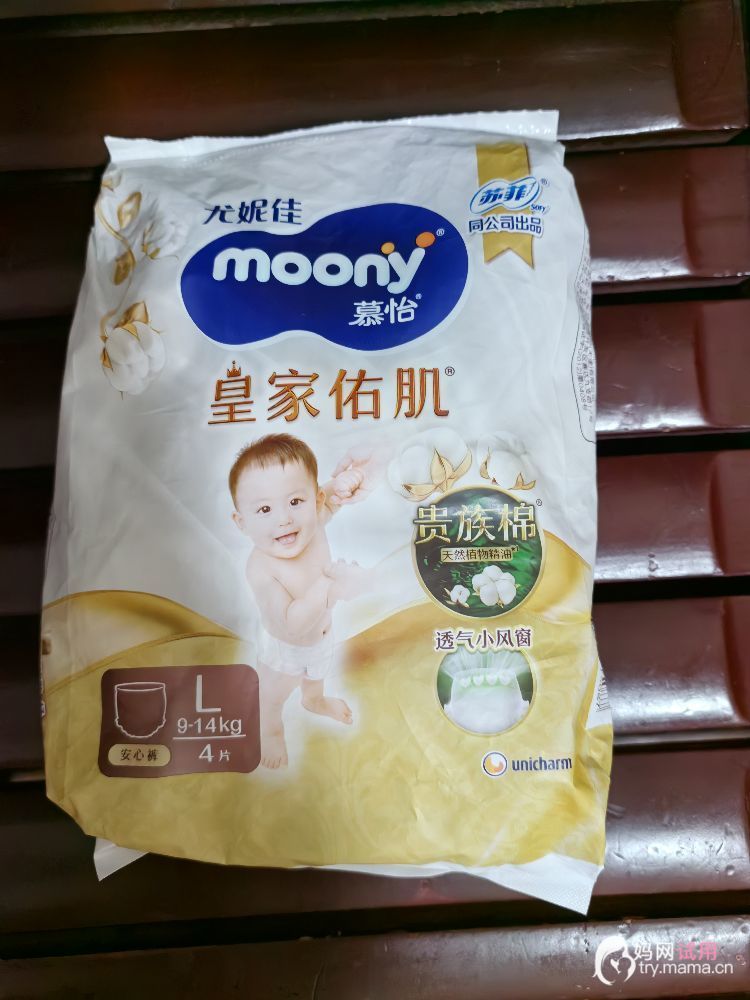 尤妮佳
moony®
慕怡®
苏菲®
SOFY
同公司出品
皇家佑肌®
贵族棉®
天然植物精油*¹
透气小风窗
L
9-14kg
4片
安心裤
unicharm
妈网试用
try.mama.cn